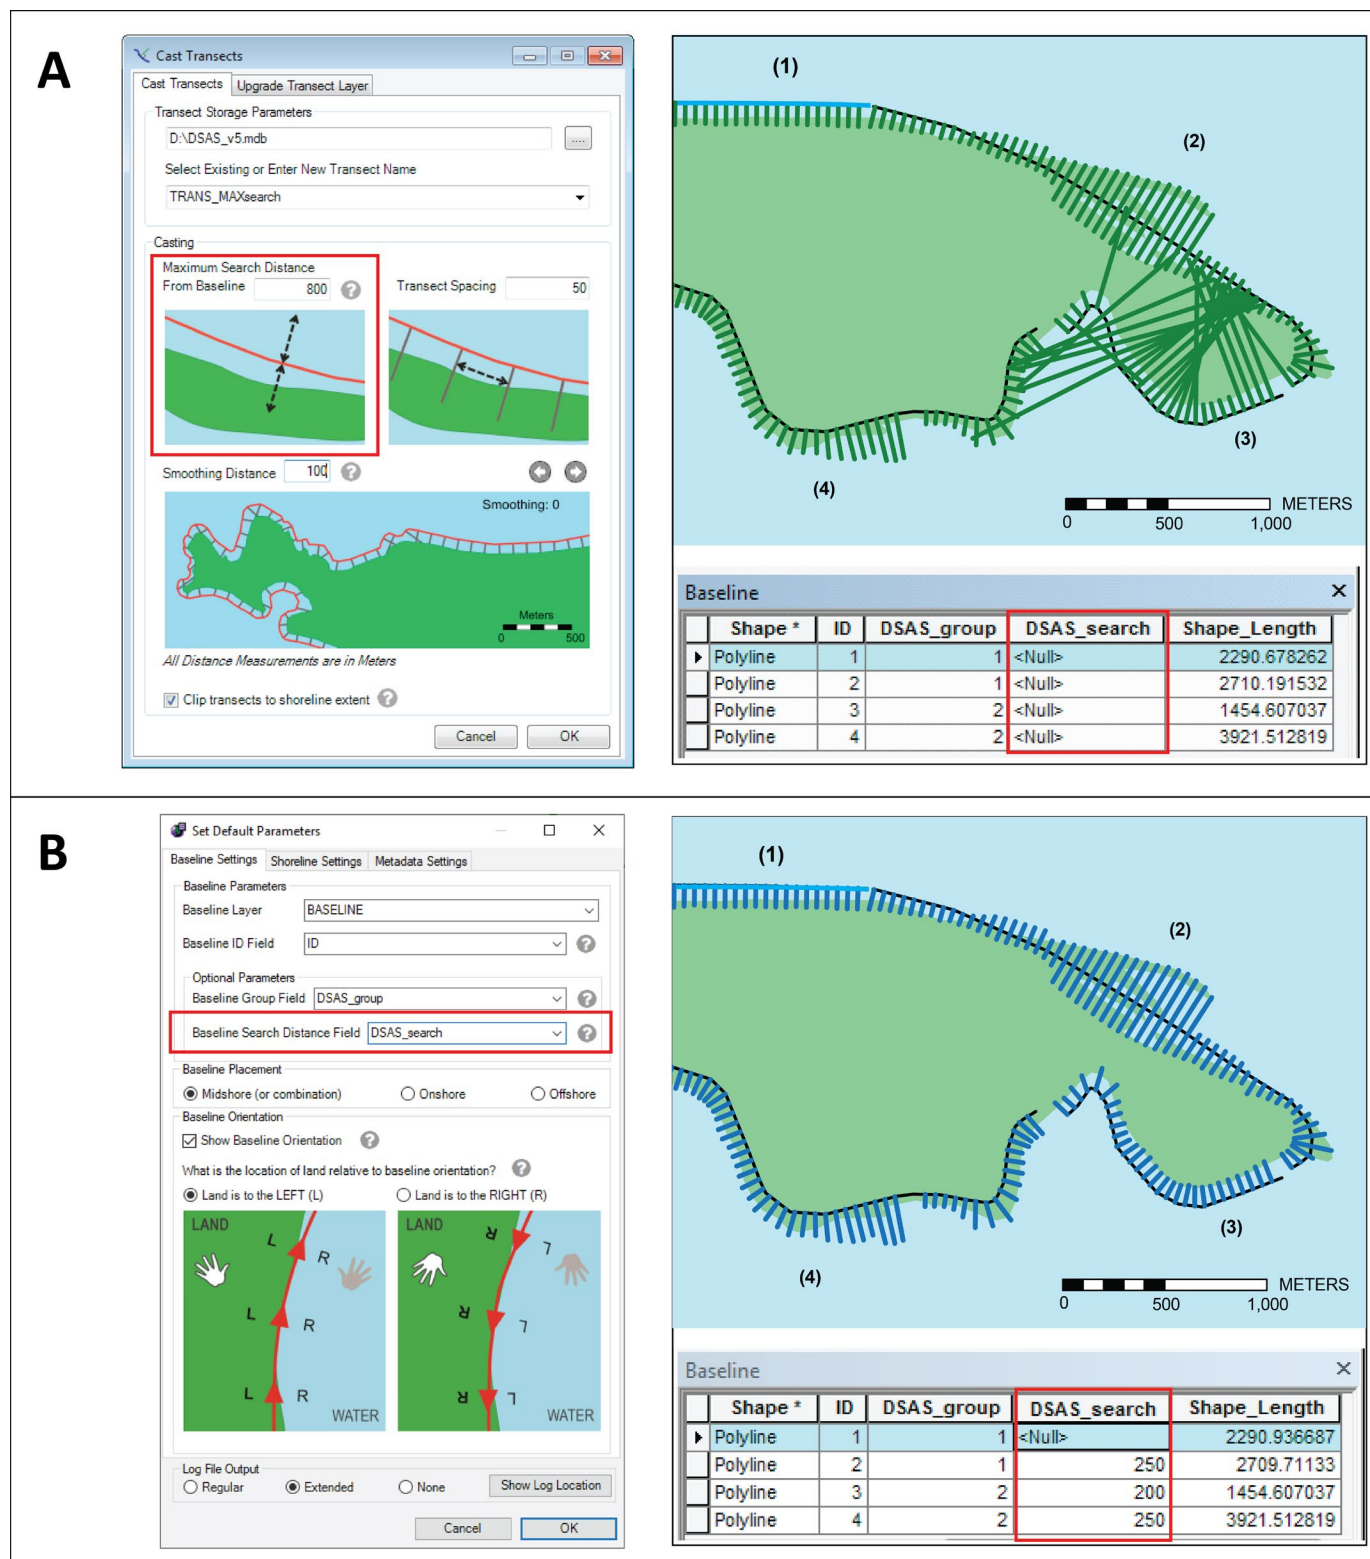 A
Cast Transects
Cast Transects Upgrade Transect Layer
Transect Storage Parameters
D:\DSAS_v5.mdb
....
Select Existing or Enter New Transect Name
TRANS_MAXsearch
Casting
Maximum Search Distance
From Baseline 800 ? Transect Spacing 50
Smoothing Distance 100 ?
Smoothing: 0
Meters
0 500
All Distance Measurements are in Meters
Clip transects to shoreline extent ?
Cancel OK
(1)
(2)
(3)
(4)
METERS
0 500 1,000
Baseline
Shape * ID DSAS_group DSAS_search Shape_Length
Polyline 1 1 <Null> 2290.678262
Polyline 2 1 <Null> 2710.191532
Polyline 3 2 <Null> 1454.607037
Polyline 4 2 <Null> 3921.512819
B
Set Default Parameters
Baseline Settings Shoreline Settings Metadata Settings
Baseline Parameters
Baseline Layer BASELINE
Baseline ID Field ID ?
Optional Parameters
Baseline Group Field DSAS_group ?
Baseline Search Distance Field DSAS_search ?
Baseline Placement
Midshore (or combination) Onshore Offshore
Baseline Orientation
Show Baseline Orientation ?
What is the location of land relative to baseline orientation? ?
Land is to the LEFT (L) Land is to the RIGHT (R)
LAND L R
L R
L R
WATER
LAND R L
R L
R L
WATER
Log File Output
Regular Extended None Show Log Location
Cancel OK
(1)
(2)
(3)
(4)
METERS
0 500 1,000
Baseline
Shape * ID DSAS_group DSAS_search Shape_Length
Polyline 1 1 <Null> 2290.936687
Polyline 2 1 250 2709.71133
Polyline 3 2 200 1454.607037
Polyline 4 2 250 3921.512819